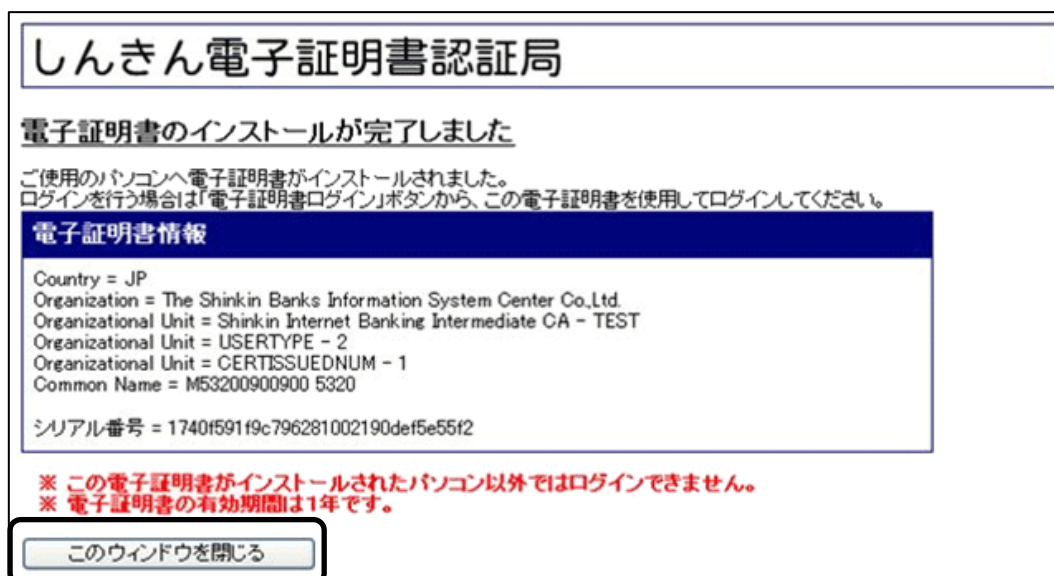 しんきん電子証明書認証局
電子証明書のインストールが完了しました
ご使用のパソコンへ電子証明書がインストールされました。
ログインを行う場合は「電子証明書ログイン」ボタンから、この電子証明書を使用してログインしてください。
電子証明書情報
Country = JP
Organization = The Shinkin Banks Information System Center Co.,Ltd.
Organizational Unit = Shinkin Internet Banking Intermediate CA - TEST
Organizational Unit = USERTYPE - 2
Organizational Unit = CERTISSUEDNUM - 1
Common Name = M53200900900 5320
シリアル番号 = 1740f591f9c796281002190def5e55f2
※ この電子証明書がインストールされたパソコン以外ではログインできません。
※ 電子証明書の有効期間は1年です。
このウィンドウを閉じる